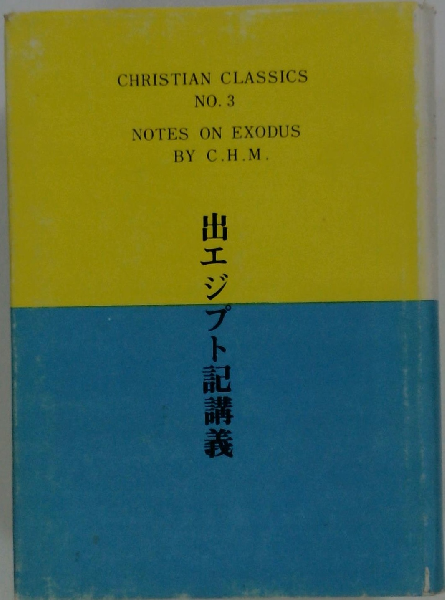 CHRISTIAN CLASSICS
NO. 3
NOTES ON EXODUS
BY C.H.M.
出エジプト記講義